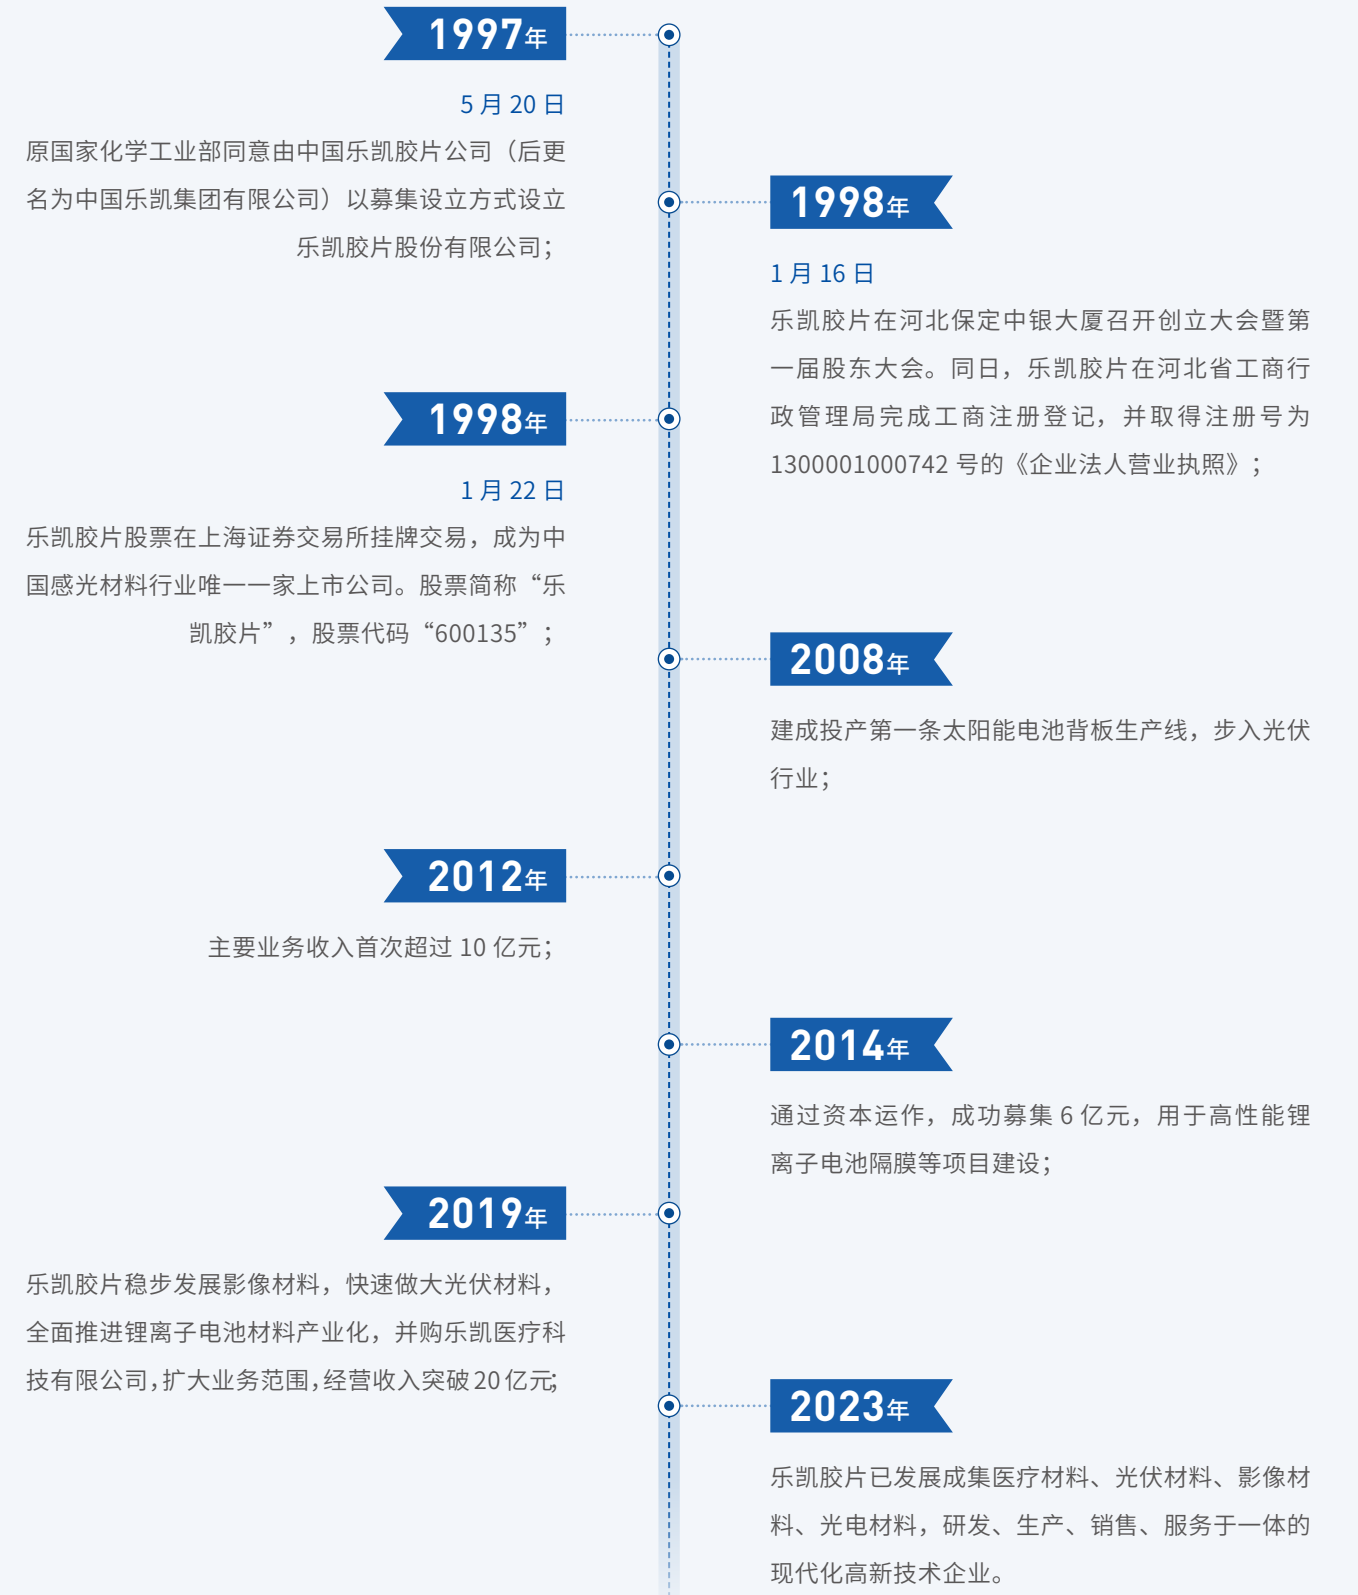 1997年
5 月 20 日
原国家化学工业部同意由中国乐凯胶片公司（后更
名为中国乐凯集团有限公司）以募集设立方式设立
乐凯胶片股份有限公司；
1998年
1 月 16 日
乐凯胶片在河北保定中银大厦召开创立大会暨第
一届股东大会。同日，乐凯胶片在河北省工商行
政管理局完成工商注册登记，并取得注册号为
1300001000742 号的《企业法人营业执照》；
1998年
1 月 22 日
乐凯胶片股票在上海证券交易所挂牌交易，成为中
国感光材料行业唯一一家上市公司。股票简称“乐
凯胶片”，股票代码“600135”；
2008年
建成投产第一条太阳能电池背板生产线，步入光伏
行业；
2012年
主要业务收入首次超过 10 亿元；
2014年
通过资本运作，成功募集 6 亿元，用于高性能锂
离子电池隔膜等项目建设；
2019年
乐凯胶片稳步发展影像材料，快速做大光伏材料，
全面推进锂离子电池材料产业化，并购乐凯医疗科
技有限公司，扩大业务范围，经营收入突破 20 亿元；
2023年
乐凯胶片已发展成集医疗材料、光伏材料、影像材
料、光电材料，研发、生产、销售、服务于一体的
现代化高新技术企业。